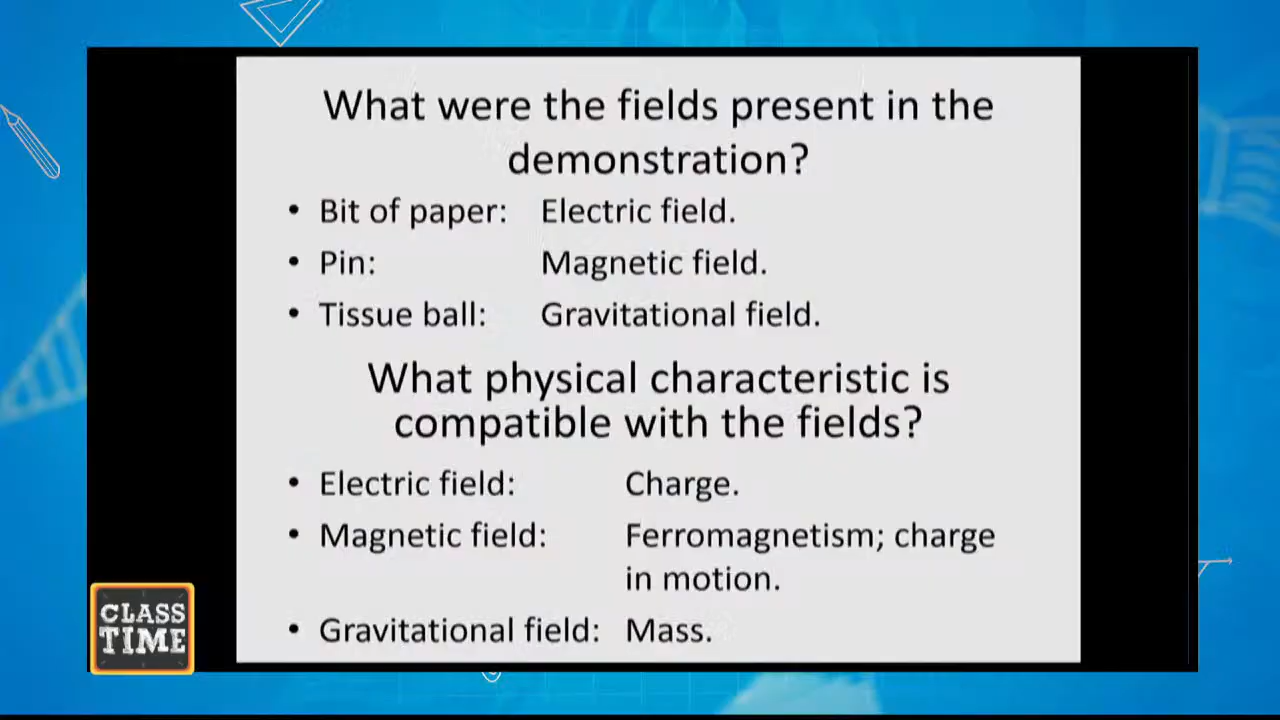 What were the fields present in the
demonstration?
• Bit of paper: Electric field.
• Pin: Magnetic field.
• Tissue ball: Gravitational field.
What physical characteristic is
compatible with the fields?
• Electric field: Charge.
• Magnetic field: Ferromagnetism; charge
in motion.
• Gravitational field: Mass.
CLASS
TIME